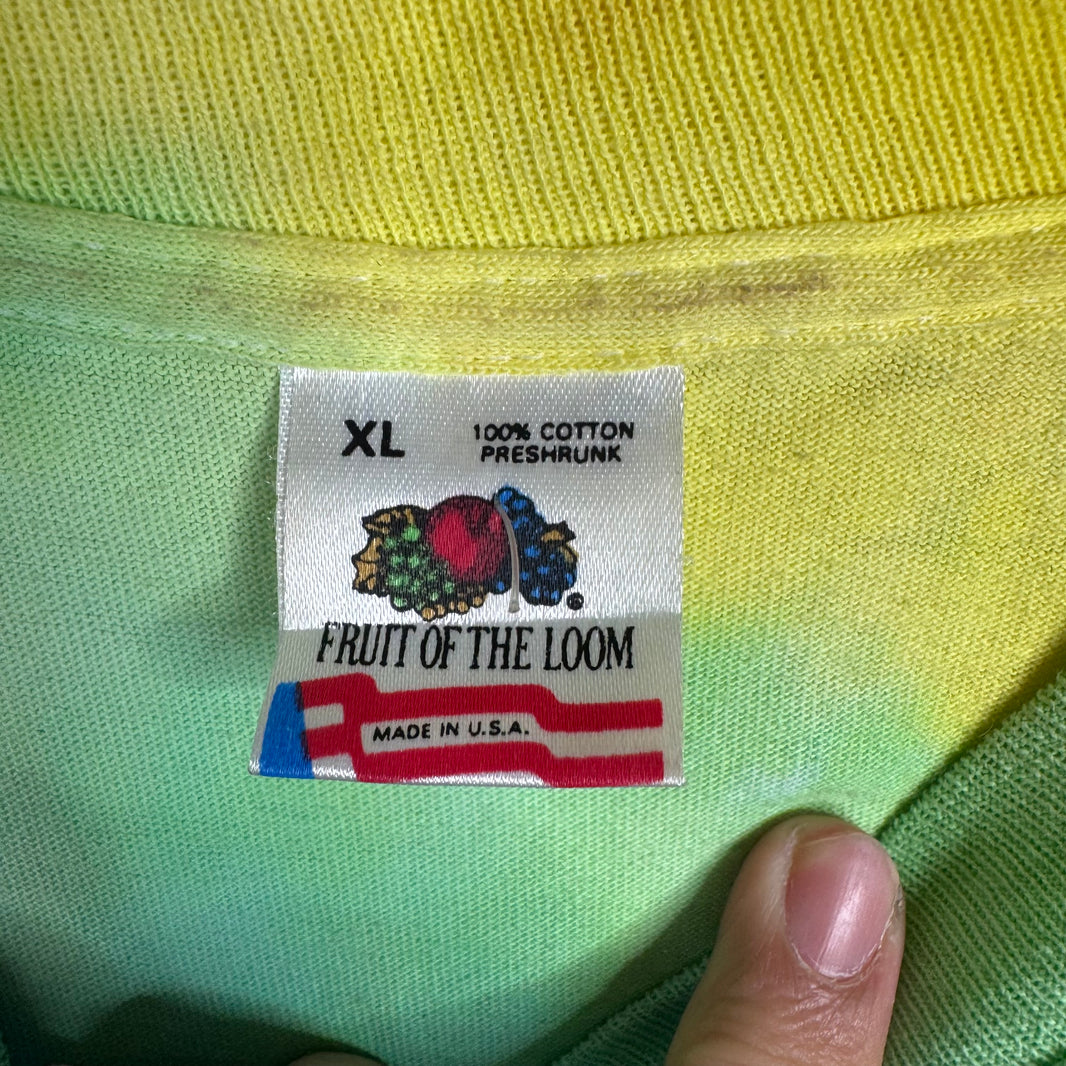 XL
100% COTTON
PRESHRUNK
®
FRUIT OF THE LOOM
MADE IN U.S.A.